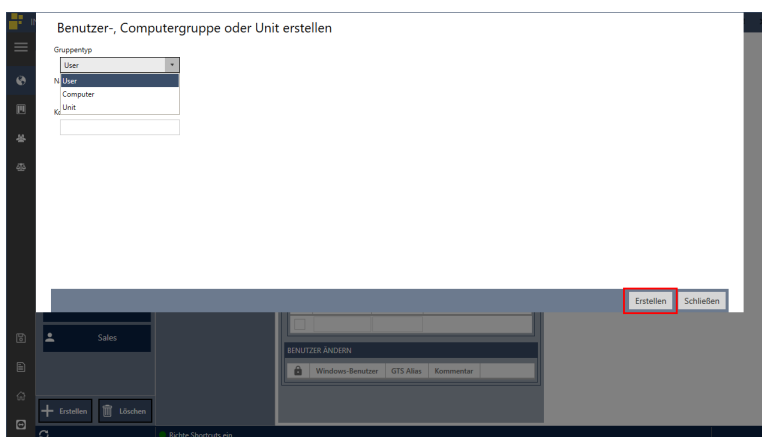 Benutzer-, Computergruppe oder Unit erstellen
Gruppentyp
User
User
Computer
Unit
Erstellen
Schließen
Sales
BENUTZER ÄNDERN
Windows-Benutzer
GTS Alias
Kommentar
Erstellen
Löschen
Richte Shortcuts ein